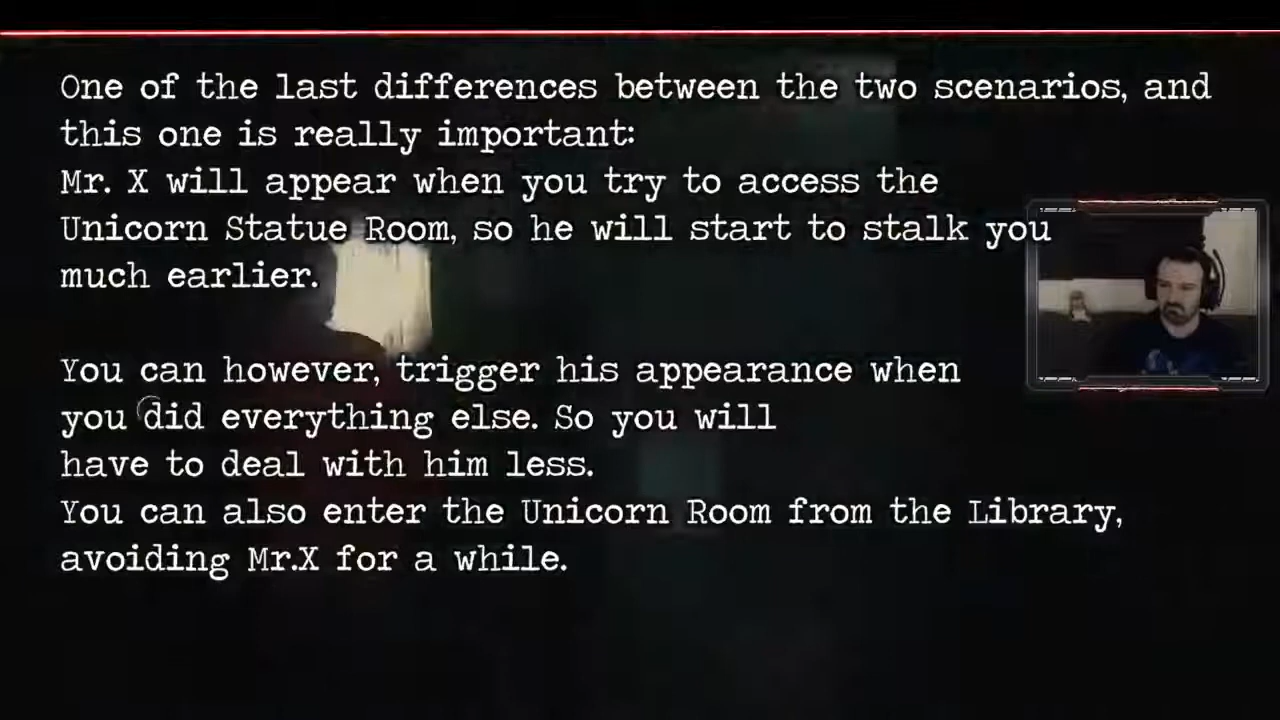 One of the last differences between the two scenarios, and
this one is really important:
Mr. X will appear when you try to access the
Unicorn Statue Room, so he will start to stalk you
much earlier.
You can however, trigger his appearance when
you did everything else. So you will
have to deal with him less.
You can also enter the Unicorn Room from the Library,
avoiding Mr.X for a while.